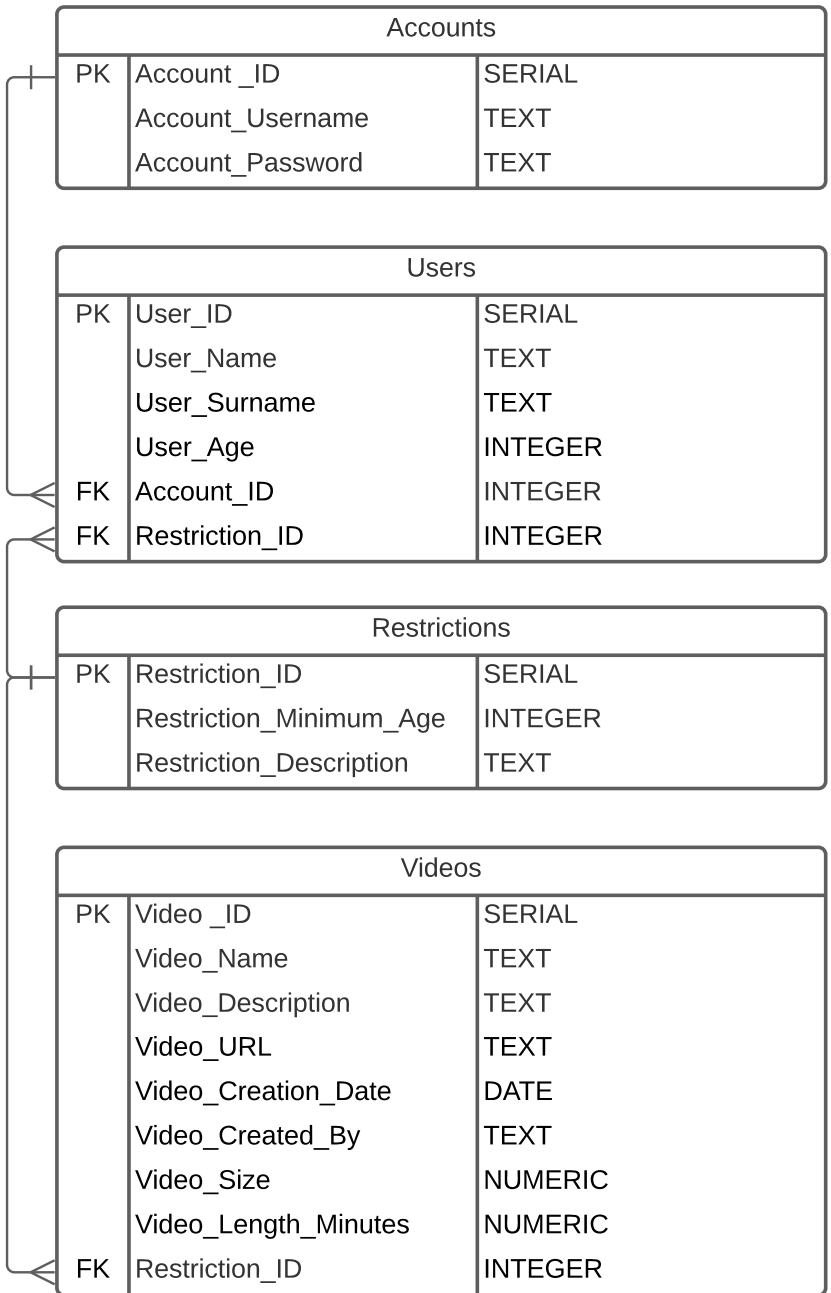 Accounts
PK Account _ID SERIAL
Account_Username TEXT
Account_Password TEXT
Users
PK User_ID SERIAL
User_Name TEXT
User_Surname TEXT
User_Age INTEGER
FK Account_ID INTEGER
FK Restriction_ID INTEGER
Restrictions
PK Restriction_ID SERIAL
Restriction_Minimum_Age INTEGER
Restriction_Description TEXT
Videos
PK Video _ID SERIAL
Video_Name TEXT
Video_Description TEXT
Video_URL TEXT
Video_Creation_Date DATE
Video_Created_By TEXT
Video_Size NUMERIC
Video_Length_Minutes NUMERIC
FK Restriction_ID INTEGER